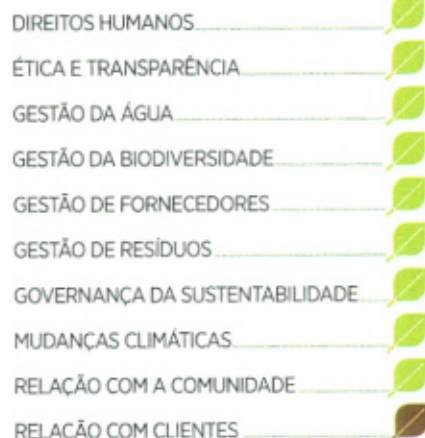 DIREITOS HUMANOS
ÉTICA E TRANSPARÊNCIA
GESTÃO DA ÁGUA
GESTÃO DA BIODIVERSIDADE
GESTÃO DE FORNECEDORES
GESTÃO DE RESÍDUOS
GOVERNANÇA DA SUSTENTABILIDADE
MUDANÇAS CLIMÁTICAS
RELAÇÃO COM A COMUNIDADE
RELAÇÃO COM CLIENTES